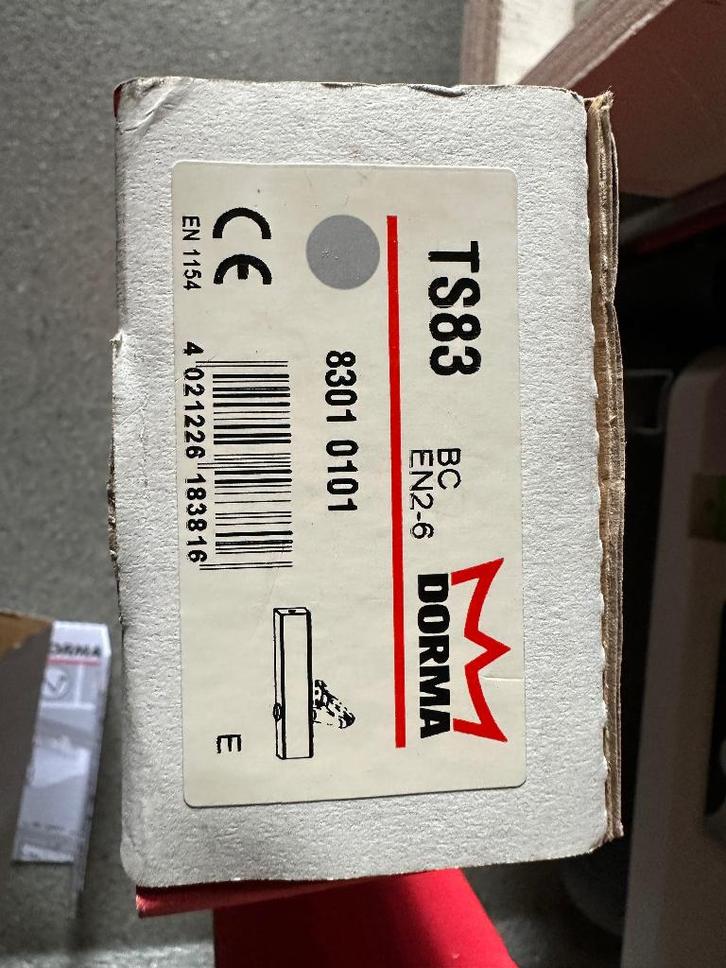 TS83
BC
EN2-6
DORMA
8301 0101
CE
EN 1154
4 021226 183816
E
DORMA